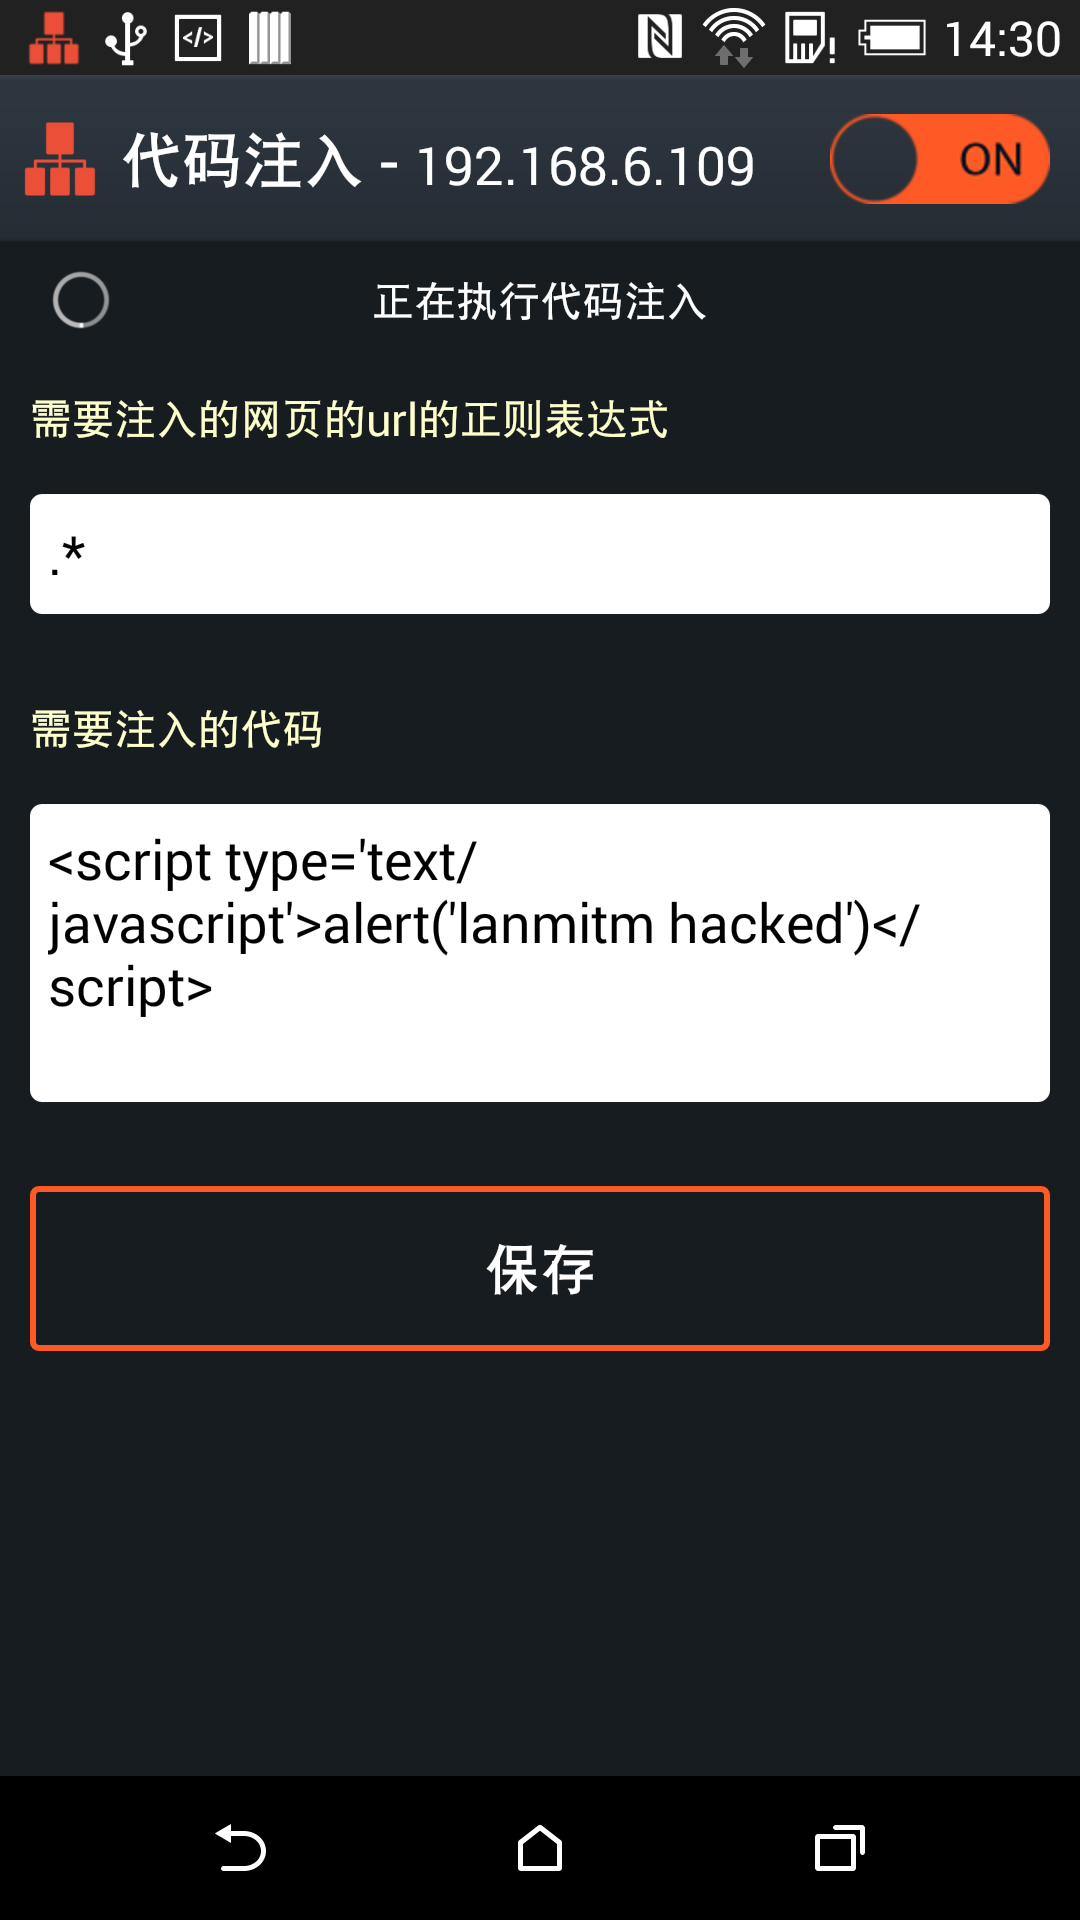 14:30
代码注入 - 192.168.6.109
ON
正在执行代码注入
需要注入的网页的url的正则表达式
.*
需要注入的代码
<script type='text/
javascript'>alert('lanmitm hacked')</
script>
保存